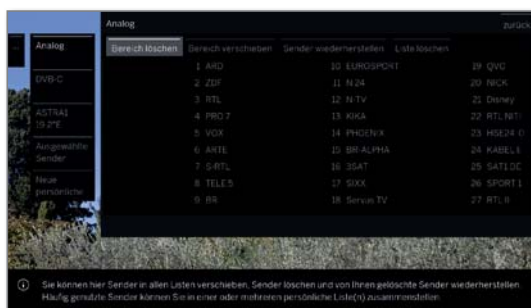 Analog
zurück
Analog
DVB-C
ASTRA1
19.2°E
Ausgewählte
Sender
Neue
persönliche
Bereich löschen Bereich verschieben Sender wiederherstellen Liste löschen
1 ARD
2 ZDF
3 RTL
4 PRO 7
5 VOX
6 ARTE
7 S-RTL
8 TELE 5
9 BR
10 EUROSPORT
11 N 24
12 N-TV
13 KIKA
14 PHOENIX
15 BR-ALPHA
16 3SAT
17 SIXX
18 Servus TV
19 QVC
20 NICK
21 Disney
22 RTL NIT
23 HSE24
24 KABEL
25 SAT1
26 SPORT 1
27 RTL II
Sie können hier Sender in allen Listen verschieben, Sender löschen und von Ihnen gelöschte Sender wiederherstellen.
Häufig genutzte Sender können Sie in einer oder mehreren persönliche Liste(n) zusammenstellen